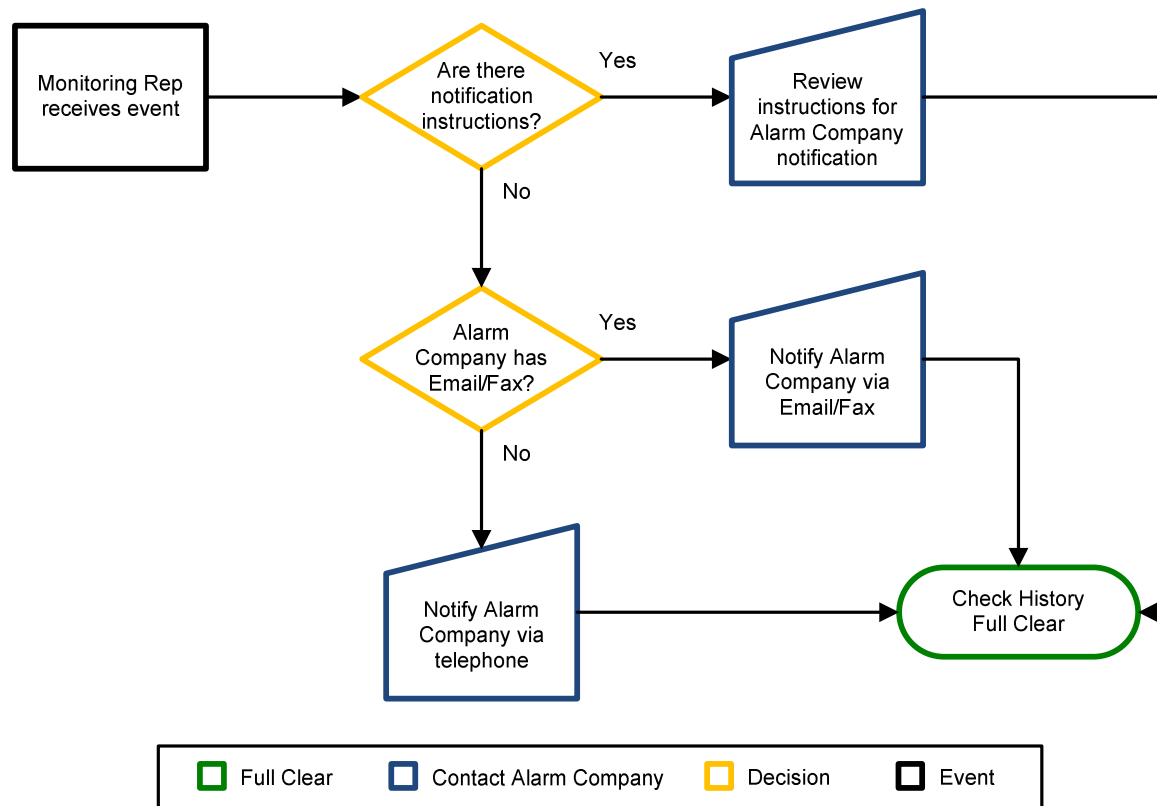 Monitoring Rep
receives event
Are there
notification
instructions?
Yes
Review
instructions for
Alarm Company
notification
No
Alarm
Company has
Email/Fax?
Yes
Notify Alarm
Company via
Email/Fax
No
Notify Alarm
Company via
telephone
Check History
Full Clear
Full Clear
Contact Alarm Company
Decision
Event